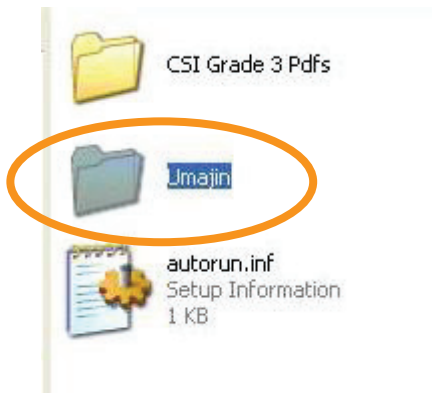 CSI Grade 3 Pdfs
Umajin
autorun.inf
Setup Information
1 KB